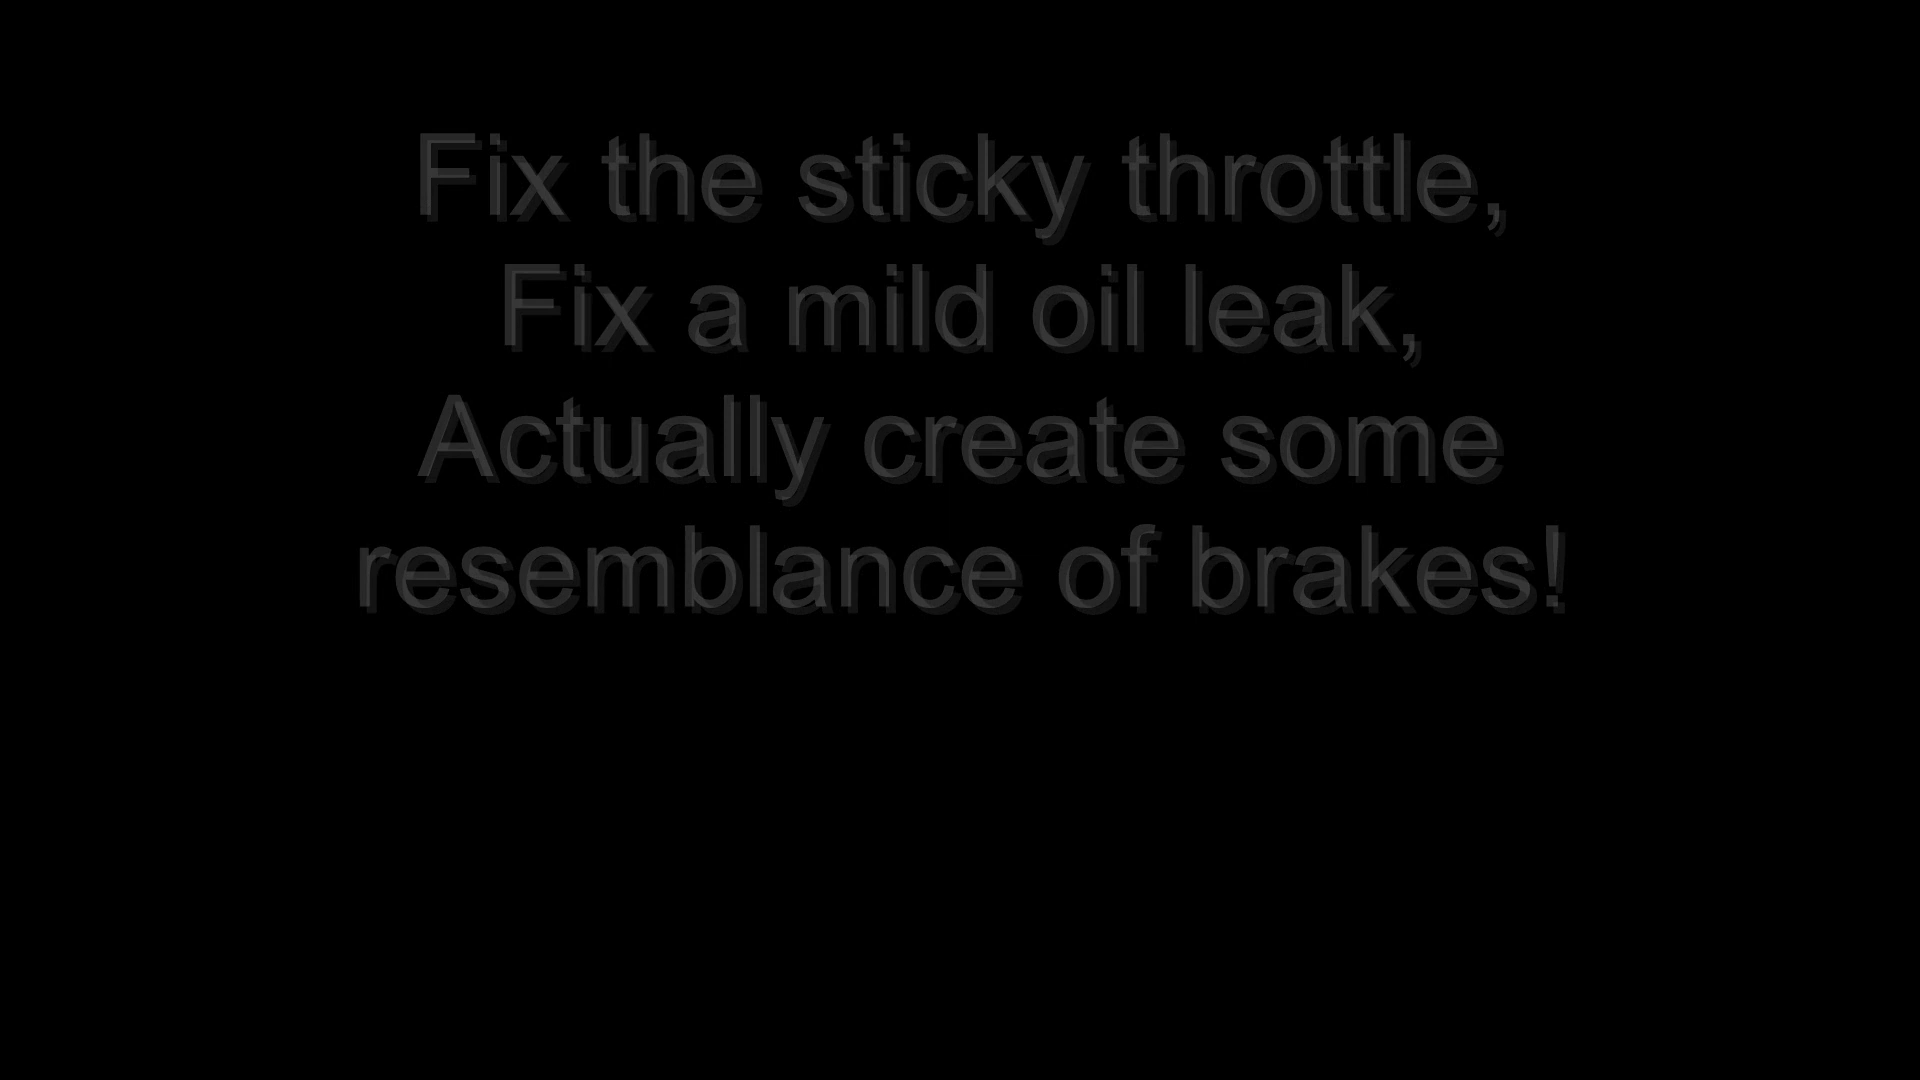 Fix the sticky throttle,
Fix a mild oil leak,
Actually create some
resemblance of brakes!